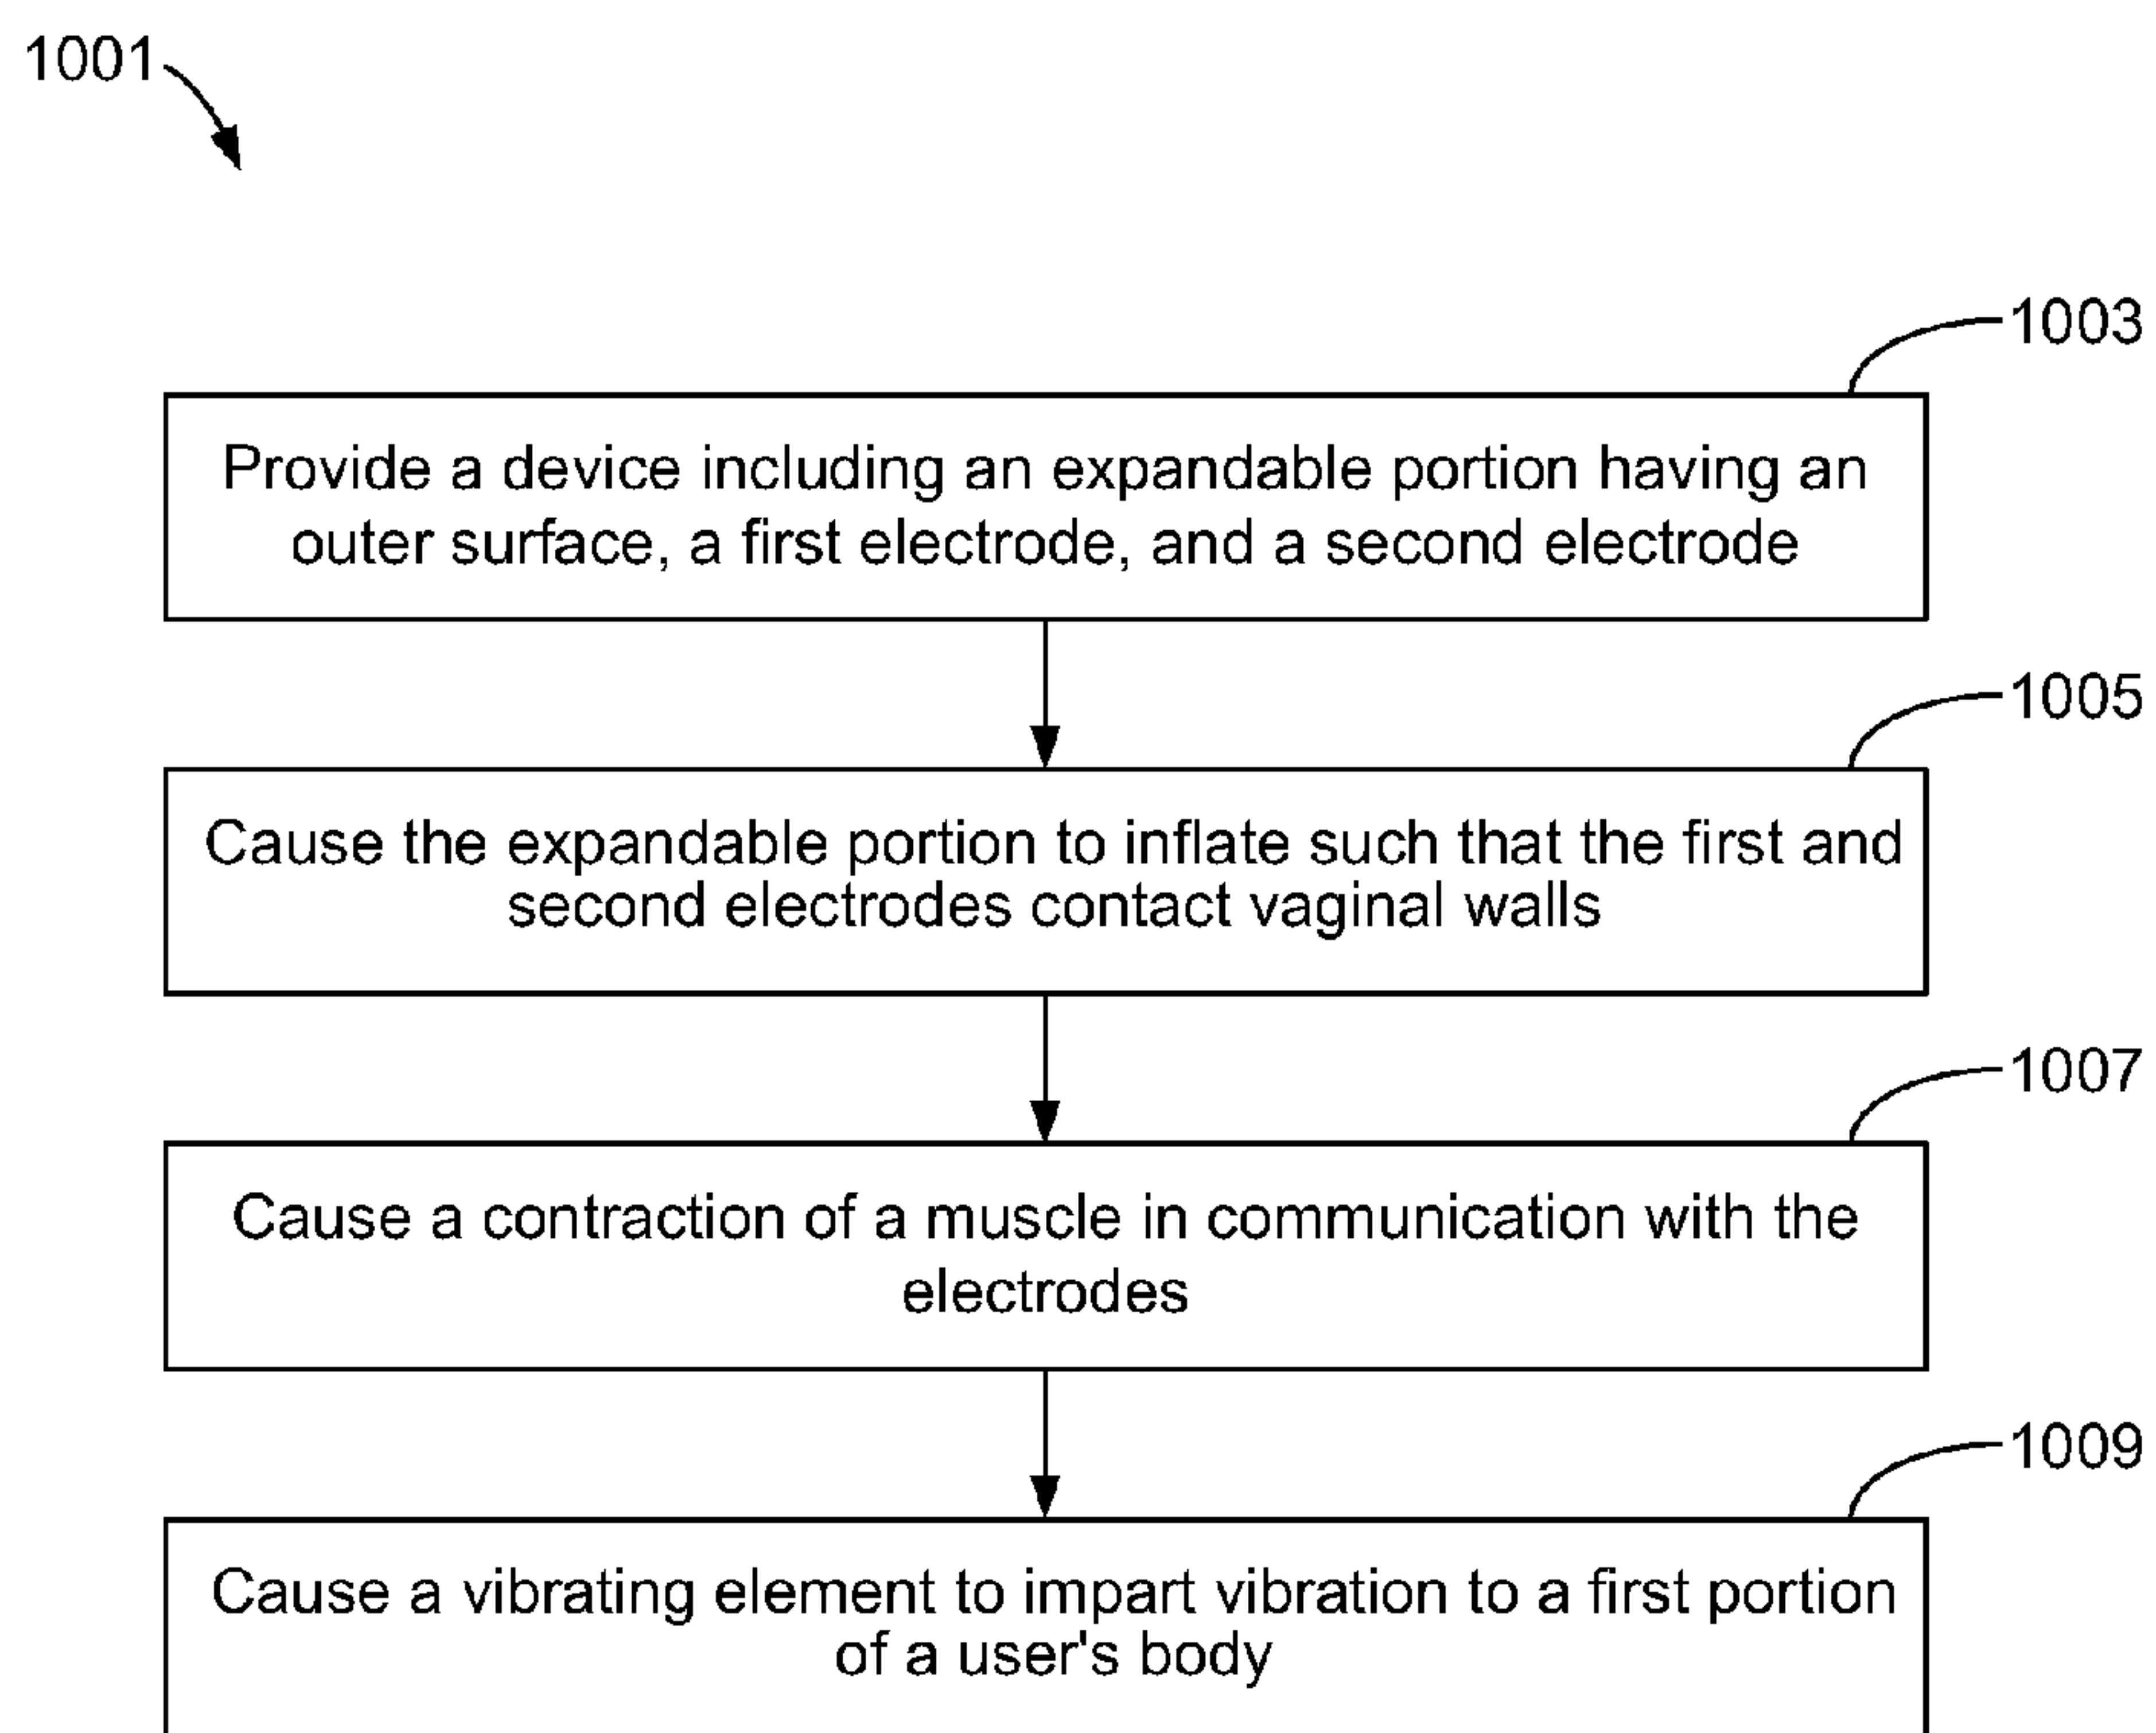 1001
1003
Provide a device including an expandable portion having an
outer surface, a first electrode, and a second electrode
1005
Cause the expandable portion to inflate such that the first and
second electrodes contact vaginal walls
1007
Cause a contraction of a muscle in communication with the
electrodes
1009
Cause a vibrating element to impart vibration to a first portion
of a user's body